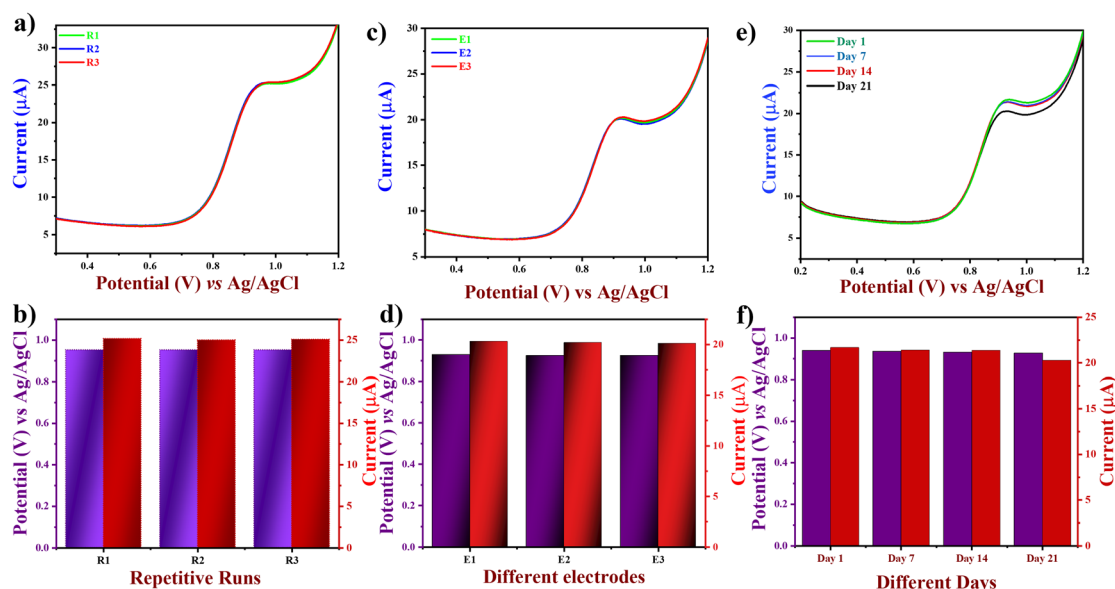 a)
R1
R2
R3
30
25
20
15
10
5
Current (μA)
0.4
0.6
0.8
1.0
1.2
Potential (V) vs Ag/AgCl
c)
E1
E2
E3
30
25
20
15
10
5
Current (μA)
0.4
0.6
0.8
1.0
1.2
Potential (V) vs Ag/AgCl
e)
Day 1
Day 7
Day 14
Day 21
30
25
20
15
10
5
Current (μA)
0.2
0.4
0.6
0.8
1.0
1.2
Potential (V) vs Ag/AgCl
b)
1.0
0.9
0.8
0.6
0.4
0.2
0.0
Potential (V) vs Ag/AgCl
25
20
15
10
5
0
Current (μA)
R1
R2
R3
Repetitive Runs
d)
1.0
0.9
0.8
0.6
0.4
0.2
0.0
Potential (V) vs Ag/AgCl
20
15
10
5
0
Current (μA)
E1
E2
E3
Different electrodes
f)
1.0
0.9
0.8
0.6
0.4
0.2
0.0
Potential (V) vs Ag/AgCl
25
20
15
10
5
0
Current (μA)
Day 1
Day 7
Day 14
Day 21
Different Days